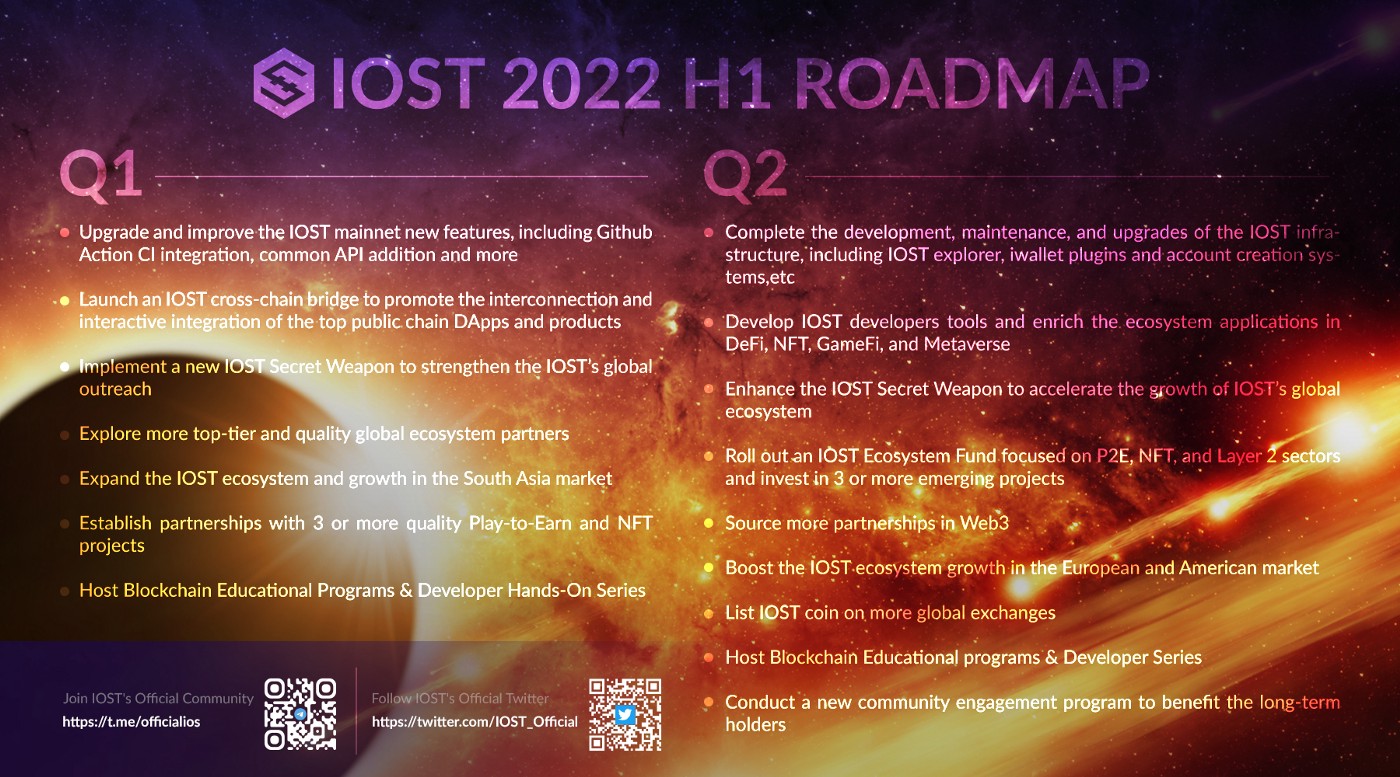 IOST 2022 H1 ROADMAP
Q1
Upgrade and improve the IOST mainnet new features, including Github
Action CI integration, common API addition and more
Launch an IOST cross-chain bridge to promote the interconnection and
interactive integration of the top public chain DApps and products
Implement a new IOST Secret Weapon to strengthen the IOST's global
outreach
Explore more top-tier and quality global ecosystem partners
Expand the IOST ecosystem and growth in the South Asia market
Establish partnerships with 3 or more quality Play-to-Earn and NFT
projects
Host Blockchain Educational Programs & Developer Hands-On Series
Join IOST's Official Community
https://t.me/officialios
Follow IOST's Official Twitter
https://twitter.com/IOST_Official
Q2
Complete the development, maintenance, and upgrades of the IOST infra-
structure, including IOST explorer, iwallet plugins and account creation sys-
tems,etc
Develop IOST developers tools and enrich the ecosystem applications in
DeFi, NFT, GameFi, and Metaverse
Enhance the IOST Secret Weapon to accelerate the growth of IOST's global
ecosystem
Roll out an IOST Ecosystem Fund focused on P2E, NFT, and Layer 2 sectors
and invest in 3 or more emerging projects
Source more partnerships in Web3
Boost the IOST ecosystem growth in the European and American market
List IOST coin on more global exchanges
Host Blockchain Educational programs & Developer Series
Conduct a new community engagement program to benefit the long-term
holders